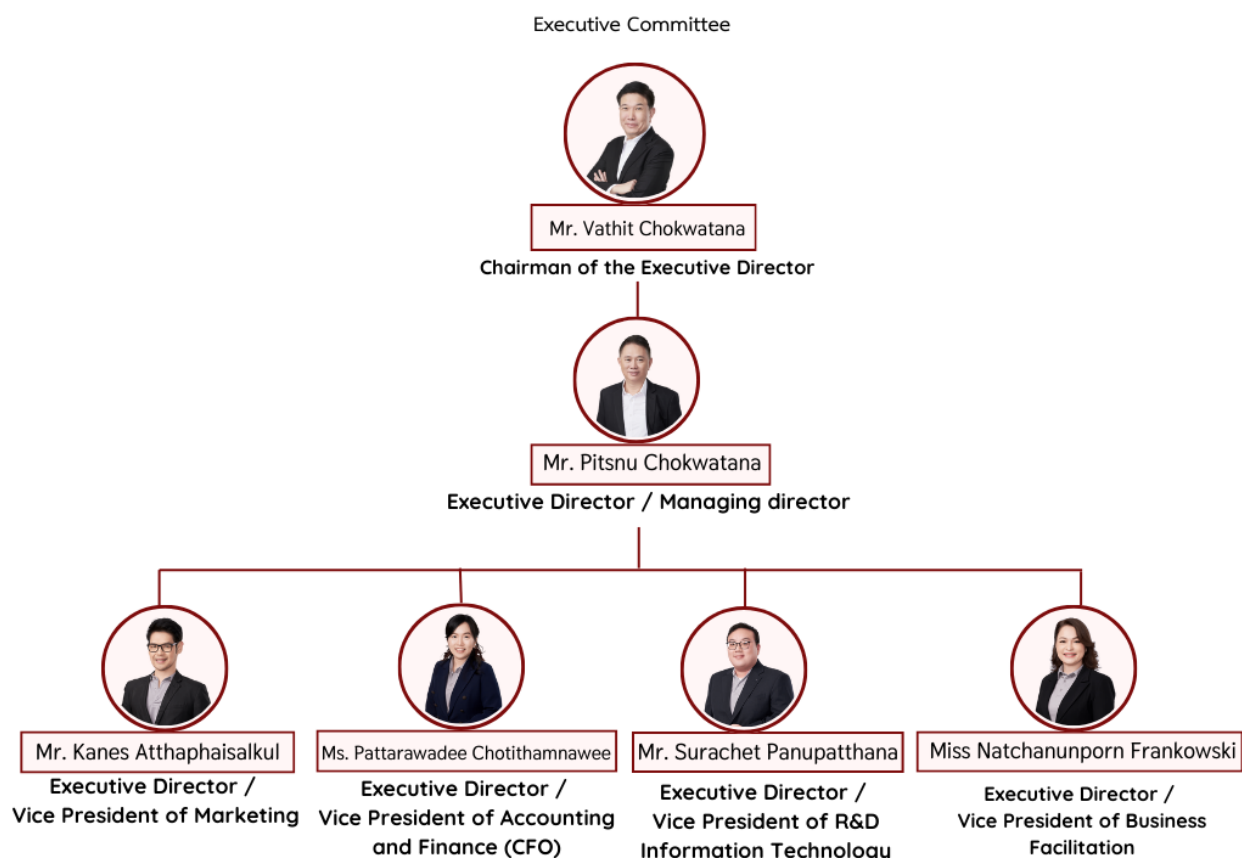 Executive Committee
Mr. Vathit Chokwatana
Chairman of the Executive Director
Mr. Pitsnu Chokwatana
Executive Director / Managing director
Mr. Kanes Atthaphaisalkul
Executive Director /
Vice President of Marketing
Ms. Pattarawadee Chotithamnawee
Executive Director /
Vice President of Accounting
and Finance (CFO)
Mr. Surachet Panupatthana
Executive Director /
Vice President of R&D
Information Technology
Miss Natchanunporn Frankowski
Executive Director /
Vice President of Business
Facilitation